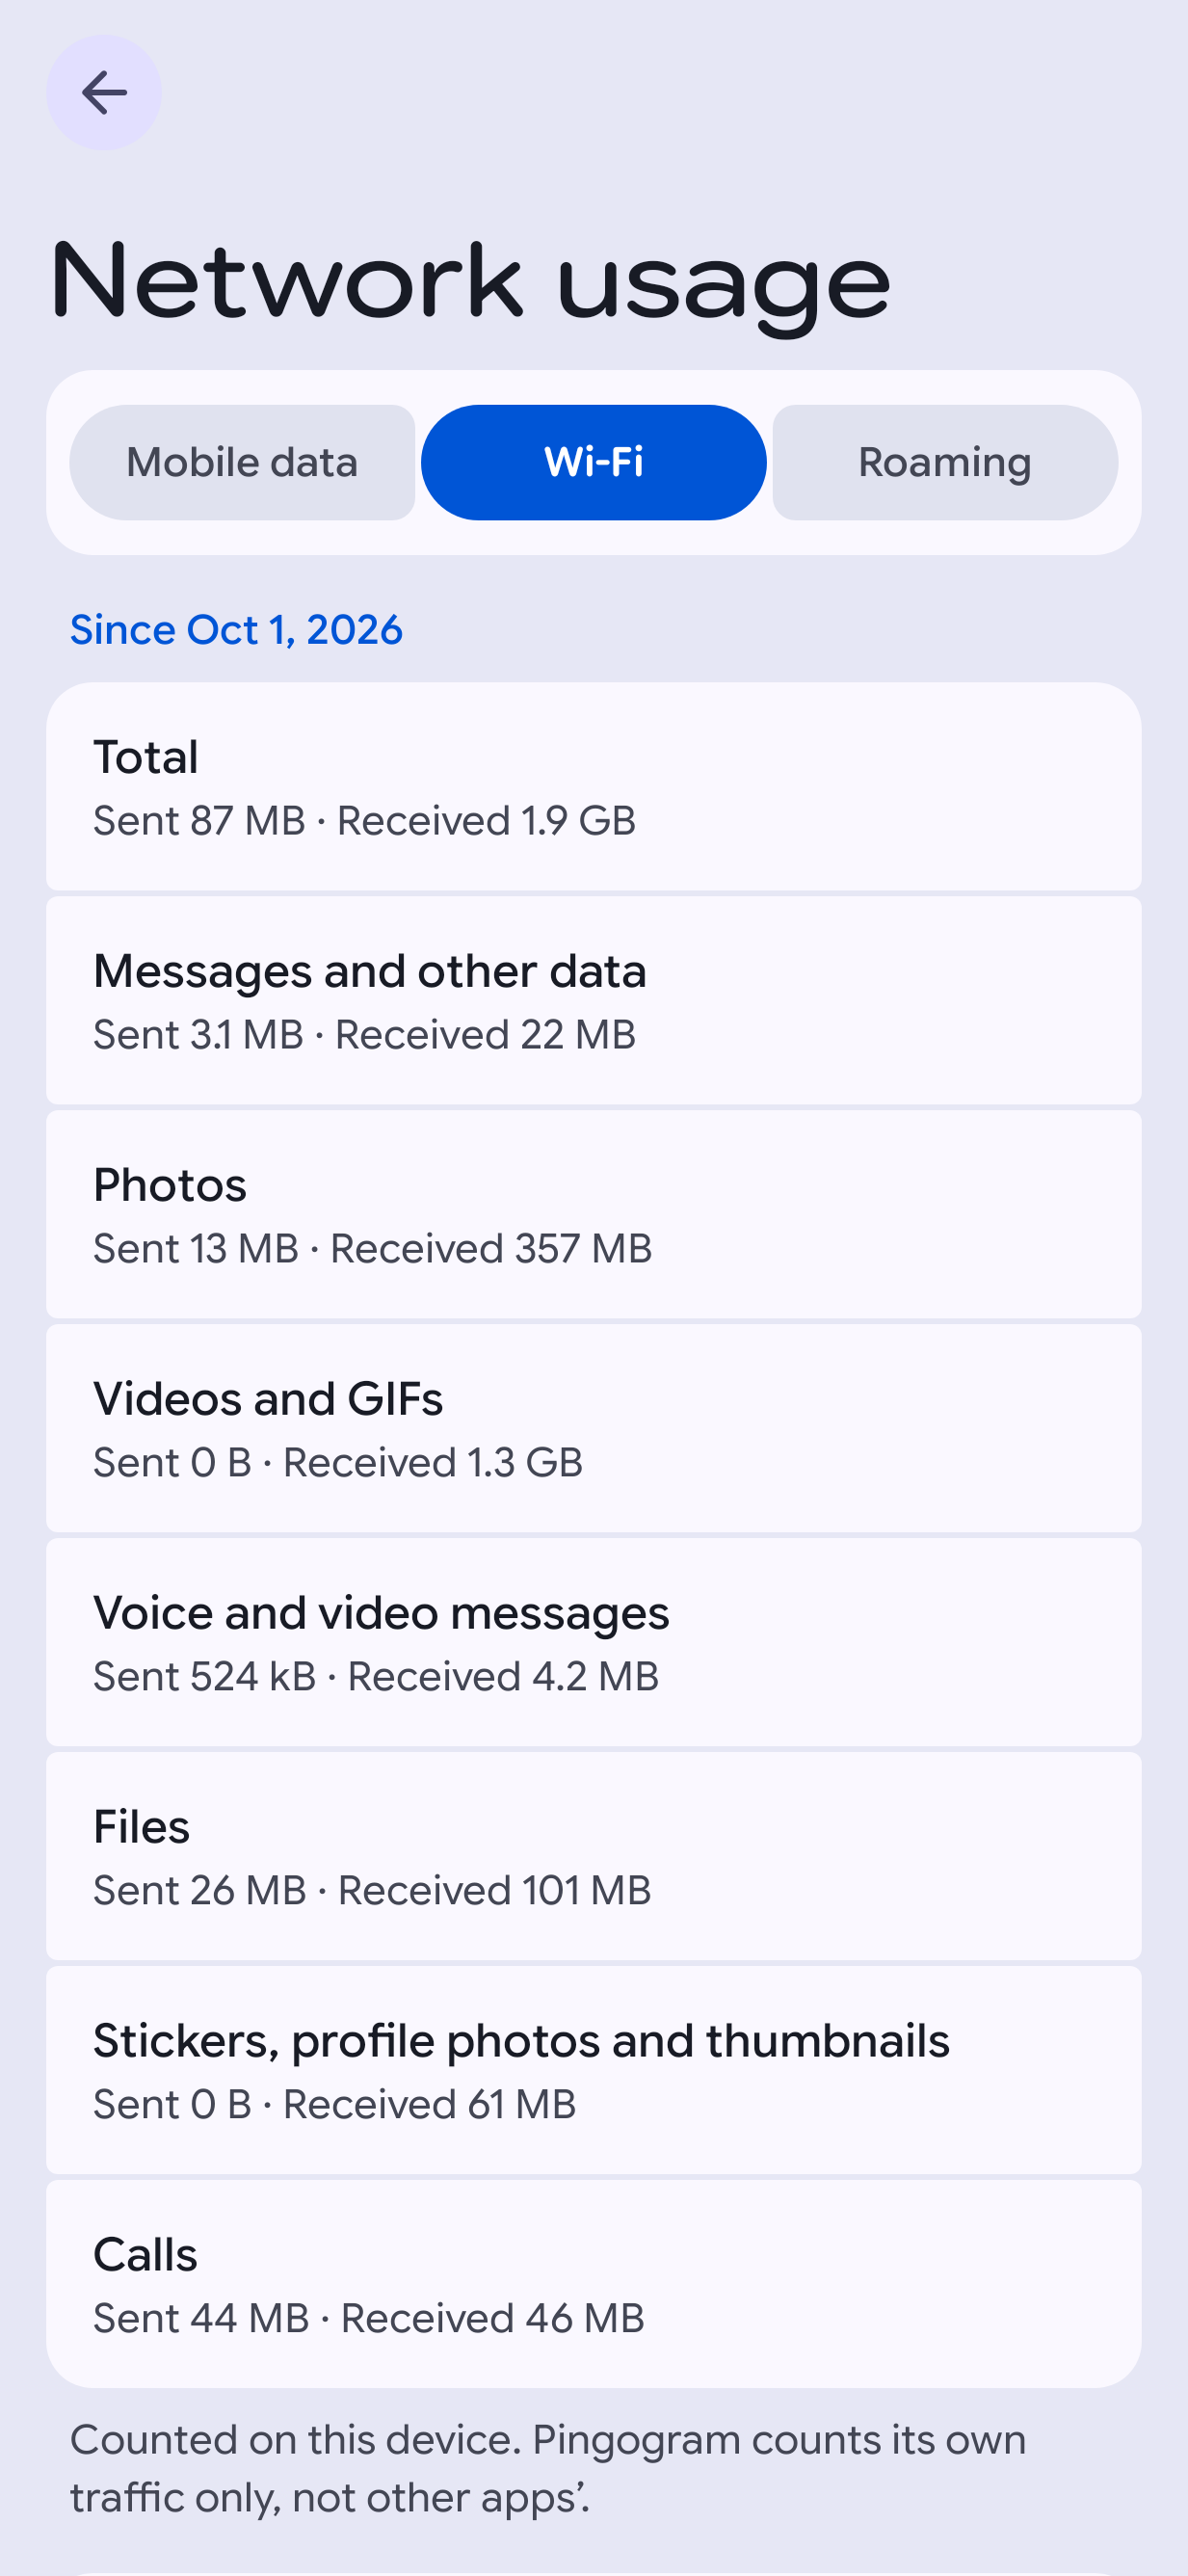 Network usage
Mobile data
Wi-Fi
Roaming
Since Oct 1, 2026
Total
Sent 87 MB · Received 1.9 GB
Messages and other data
Sent 3.1 MB · Received 22 MB
Photos
Sent 13 MB · Received 357 MB
Videos and GIFs
Sent 0 B · Received 1.3 GB
Voice and video messages
Sent 524 kB · Received 4.2 MB
Files
Sent 26 MB · Received 101 MB
Stickers, profile photos and thumbnails
Sent 0 B · Received 61 MB
Calls
Sent 44 MB · Received 46 MB
Counted on this device. Pingogram counts its own
traffic only, not other apps’.